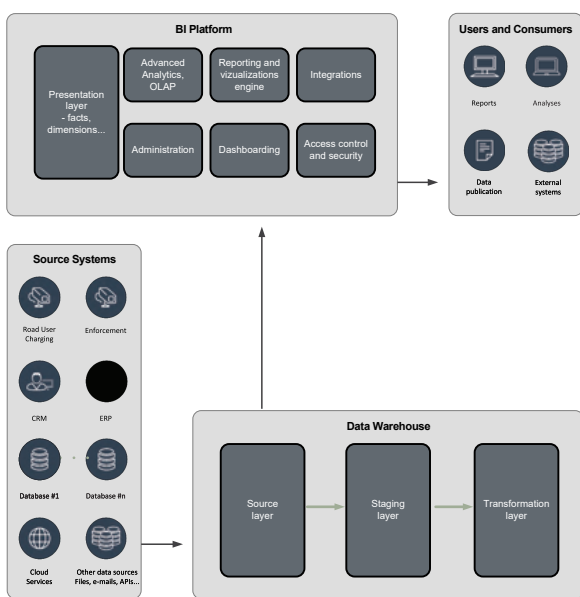 BI Platform
Presentation
layer
- facts,
dimensions...
Advanced
Analytics,
OLAP
Reporting and
vizualizations
engine
Integrations
Administration
Dashboarding
Access control
and security
Users and Consumers
Reports
Analyses
Data
publication
External
systems
Source Systems
Road User
Charging
Enforcement
CRM
ERP
Database #1
Database #n
Cloud
Services
Other data sources
Files, e-mails, APIs...
Data Warehouse
Source
layer
Staging
layer
Transformation
layer